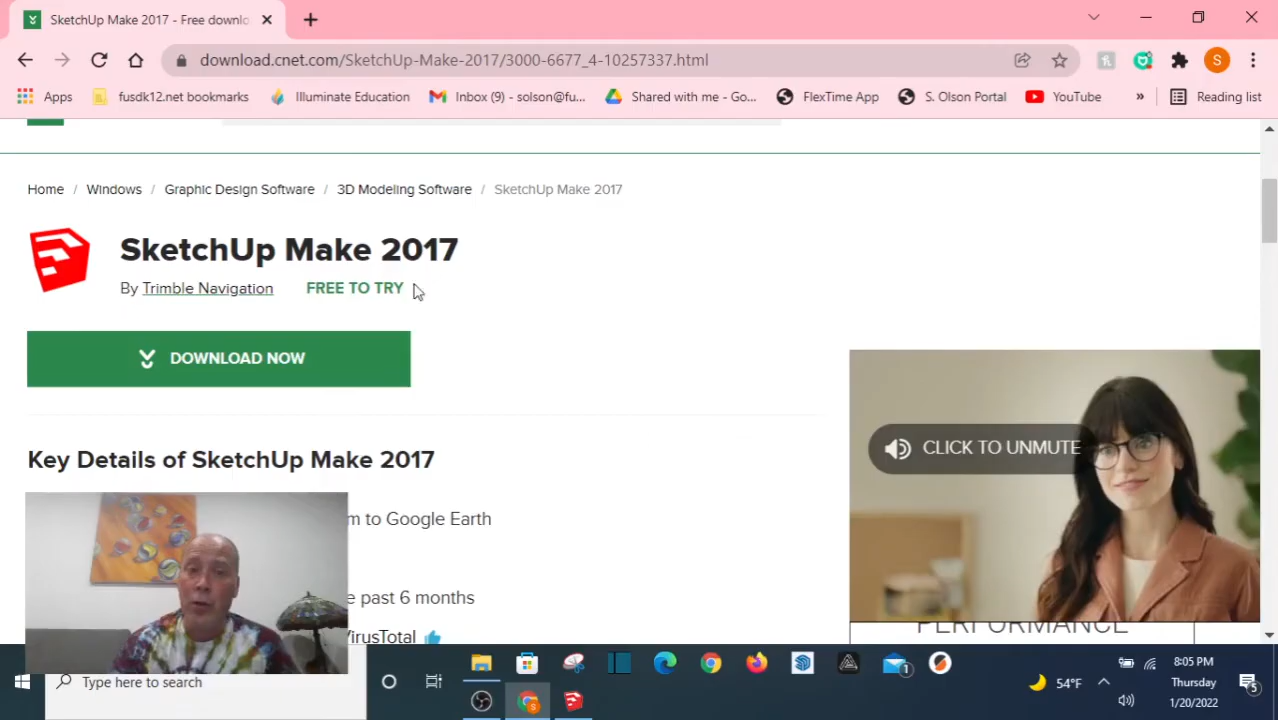 SketchUp Make 2017 - Free downlo
download.cnet.com/SketchUp-Make-2017/3000-6677_4-10257337.html
S
Apps
fusdk12.net bookmarks
Illuminate Education
Inbox (9) - solson@fu...
Shared with me - Go...
FlexTime App
S. Olson Portal
YouTube
»
Reading list
Home / Windows / Graphic Design Software / 3D Modeling Software / SketchUp Make 2017
SketchUp Make 2017
By Trimble Navigation FREE TO TRY
DOWNLOAD NOW
CLICK TO UNMUTE
Key Details of SketchUp Make 2017
m to Google Earth
e past 6 months
VirusTotal
PERFORMANCE
Type here to search
1
54°F
8:05 PM
Thursday
1/20/2022
5